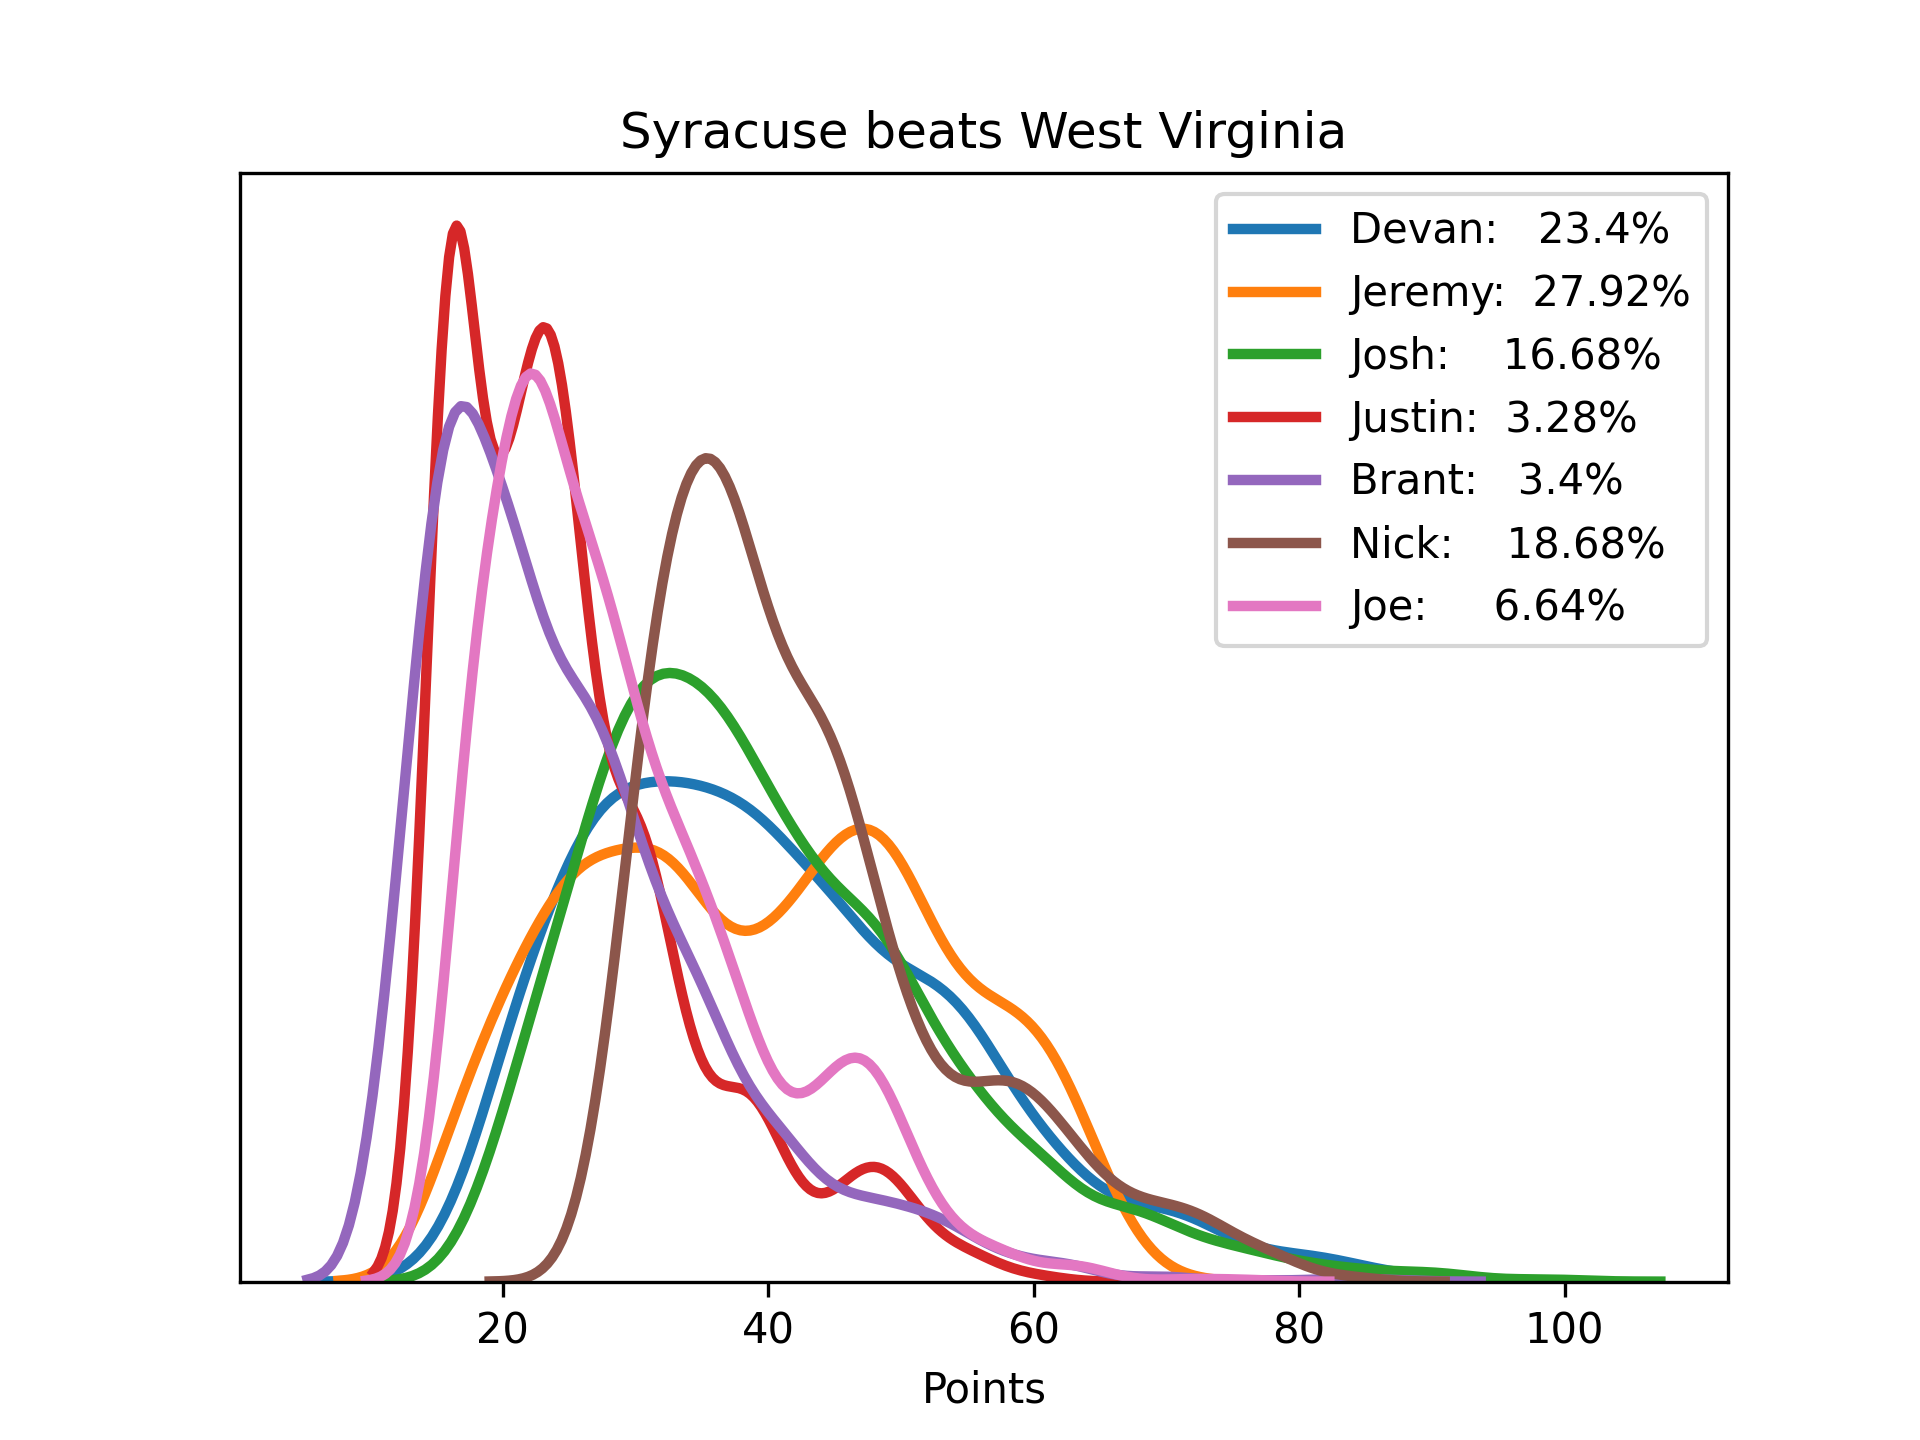 Syracuse beats West Virginia
Devan: 23.4%
Jeremy: 27.92%
Josh: 16.68%
Justin: 3.28%
Brant: 3.4%
Nick: 18.68%
Joe: 6.64%
20 40 60 80 100
Points